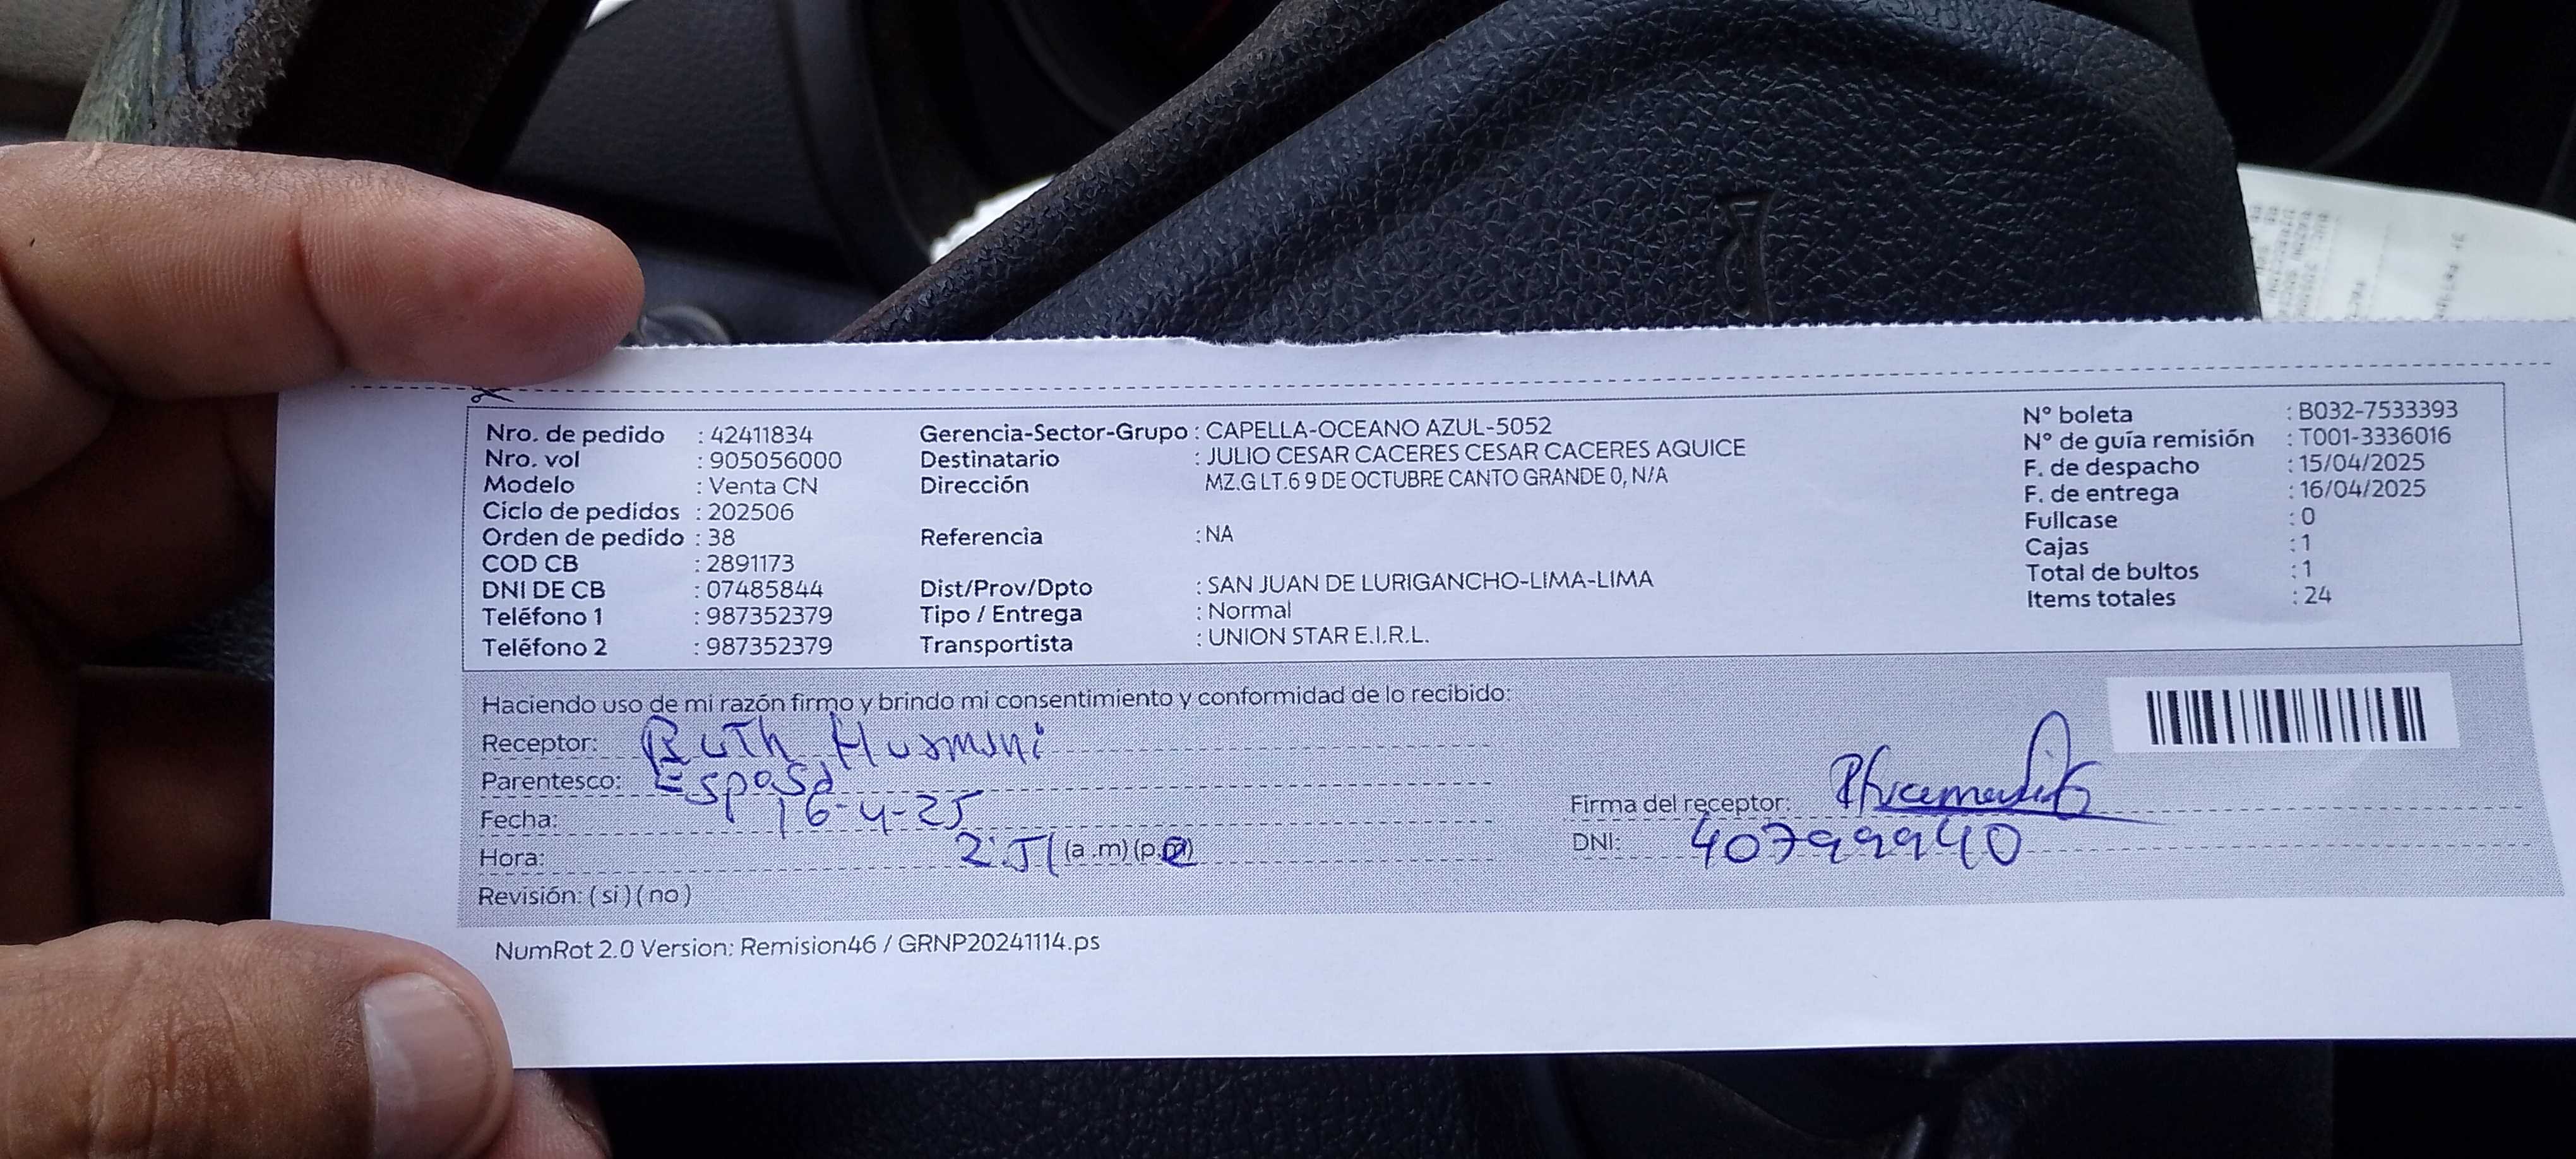 Nro. de pedido : 42411834
Nro. vol : 905056000
Modelo : Venta CN
Ciclo de pedidos : 202506
Orden de pedido : 38
COD CB : 2891173
DNI DE CB : 07485844
Teléfono 1 : 987352379
Teléfono 2 : 987352379
Gerencia-Sector-Grupo : CAPELLA-OCEANO AZUL-5052
Destinatario : JULIO CESAR CACERES CESAR CACERES AQUICE
Dirección MZ.G LT.6 9 DE OCTUBRE CANTO GRANDE 0, N/A
Referencia : NA
Dist/Prov/Dpto : SAN JUAN DE LURIGANCHO-LIMA-LIMA
Tipo / Entrega : Normal
Transportista : UNION STAR E.I.R.L.
N° boleta : B032-7533393
N° de guía remisión : T001-3336016
F. de despacho : 15/04/2025
F. de entrega : 16/04/2025
Fullcase : 0
Cajas : 1
Total de bultos : 1
Items totales : 24
Haciendo uso de mi razón firmo y brindo mi consentimiento y conformidad de lo recibido:
Receptor: Ruth
Parentesco: Esposa
Fecha: 16-4-25
Hora: 2:51 (a.m) (p.m)
Revisión: (si) (no)
Firma del receptor:
DNI: 40799940
NumRot 2.0 Version: Remision46 / GRNP20241114.ps